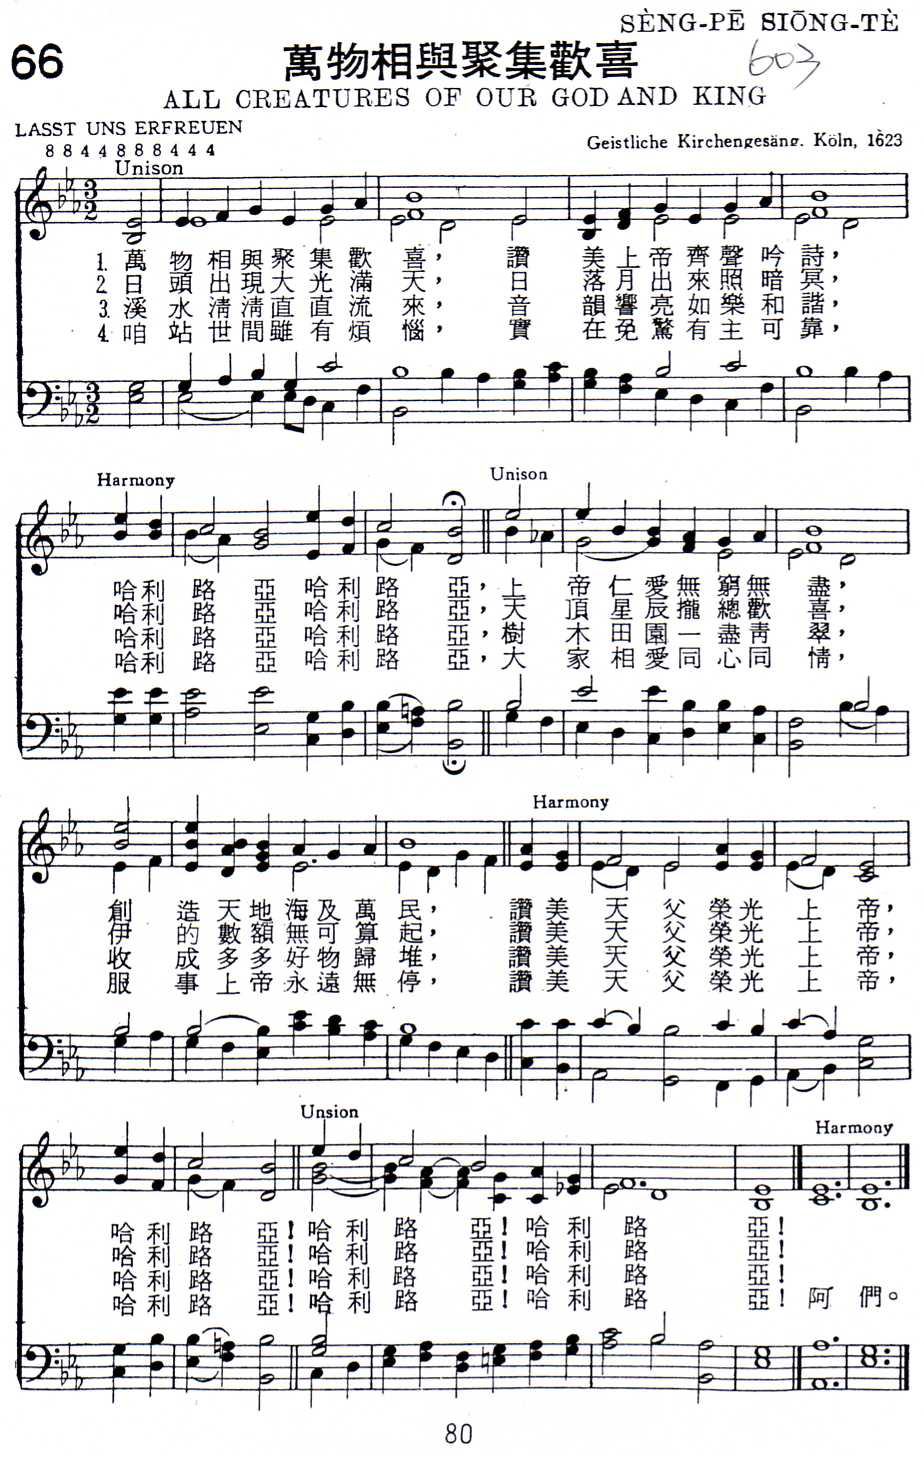 SÈNG-PĒ SIŌNG-TÈ
66 萬物相與聚集歡喜 603
ALL CREATURES OF OUR GOD AND KING
LASST UNS ERFREUEN
8 8 4 4 8 8 8 4 4 4
Geistliche Kirchengesäng. Köln, 1623
Unison
1. 萬物相與聚集歡喜，讚美上帝齊聲吟詩，
2 日頭出現大光滿天，日落月出來照暗冥，
3. 溪水淸淸直直流來，音韻響亮如樂和諧，
4. 咱站世間雖有煩惱，實在免驚有主可靠，
Harmony
Unison
哈利路亞哈利路亞，上帝仁愛無窮無盡，
哈利路亞哈利路亞，天頂星辰攏總歡喜，
哈利路亞哈利路亞，樹木田園一盡靑翠，
哈利路亞哈利路亞，大家相愛同心同情，
Harmony
創造天地海及萬民，讚美天父榮光上帝，
伊的數額無可算起，讚美天父榮光上帝，
收成多多好物歸堆，讚美天父榮光上帝，
服事上帝永遠無停，讚美天父榮光上帝，
Unsion
Harmony
哈利路亞！哈利路亞！哈利路亞！
哈利路亞！哈利路亞！哈利路亞！
哈利路亞！哈利路亞！哈利路亞！
哈利路亞！哈利路亞！哈利路亞！阿們。
80